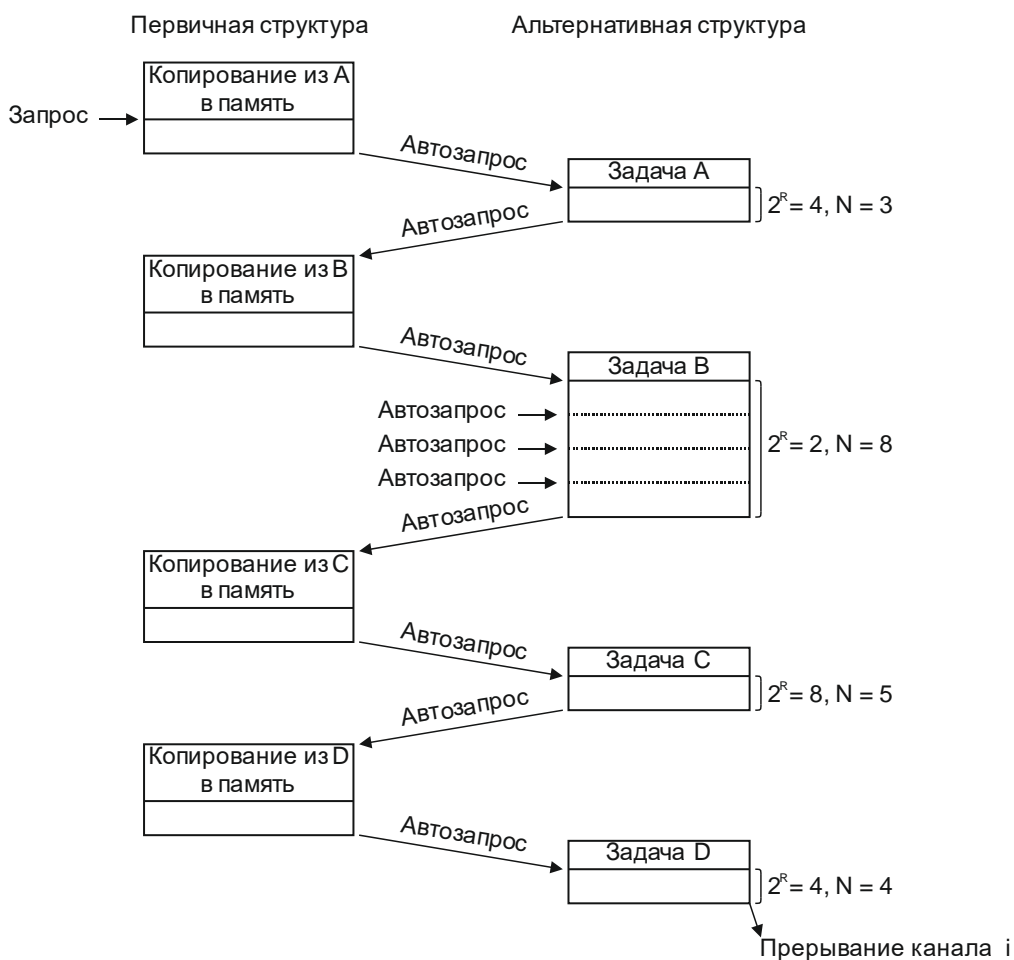 Первичная структура
Альтернативная структура
Копирование из A
в память
Запрос
Автозапрос
Задача A
2^R = 4, N = 3
Автозапрос
Копирование из B
в память
Автозапрос
Задача B
Автозапрос
Автозапрос
2^R = 2, N = 8
Автозапрос
Автозапрос
Копирование из C
в память
Автозапрос
Задача C
2^R = 8, N = 5
Автозапрос
Копирование из D
в память
Автозапрос
Задача D
2^R = 4, N = 4
Прерывание канала i